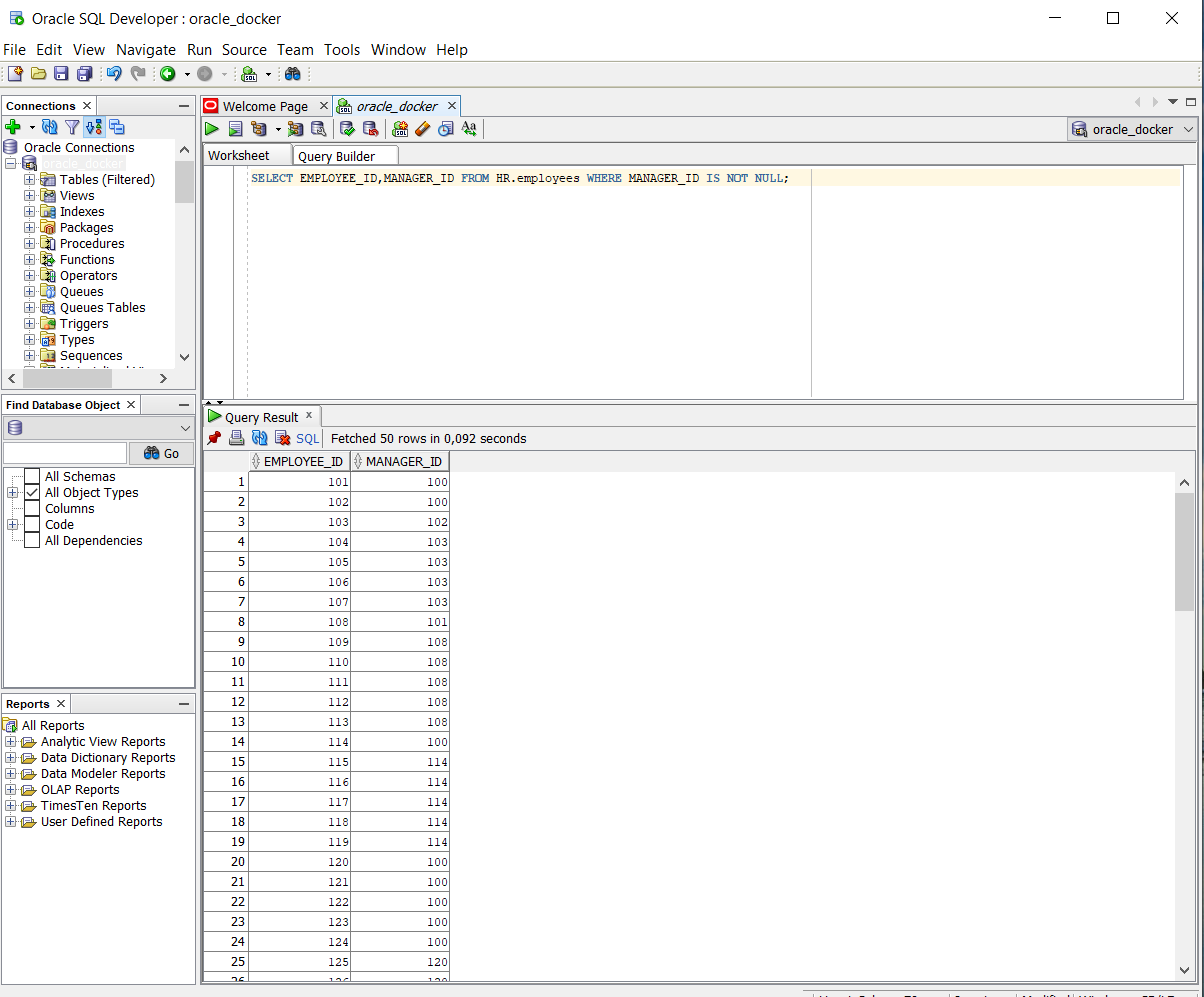 Oracle SQL Developer : oracle_docker
File Edit View Navigate Run Source Team Tools Window Help
Connections
Oracle Connections
oracle_docker
Tables (Filtered)
Views
Indexes
Packages
Procedures
Functions
Operators
Queues
Queues Tables
Triggers
Types
Sequences
Find Database Object
Go
All Schemas
All Object Types
Columns
Code
All Dependencies
Reports
All Reports
Analytic View Reports
Data Dictionary Reports
Data Modeler Reports
OLAP Reports
TimesTen Reports
User Defined Reports
Welcome Page oracle_docker
oracle_docker
Worksheet Query Builder
SELECT EMPLOYEE_ID,MANAGER_ID FROM HR.employees WHERE MANAGER_ID IS NOT NULL;
Query Result
SQL Fetched 50 rows in 0,092 seconds
EMPLOYEE_ID MANAGER_ID
1 101 100
2 102 100
3 103 102
4 104 103
5 105 103
6 106 103
7 107 103
8 108 101
9 109 108
10 110 108
11 111 108
12 112 108
13 113 108
14 114 100
15 115 114
16 116 114
17 117 114
18 118 114
19 119 114
20 120 100
21 121 100
22 122 100
23 123 100
24 124 100
25 125 120
26 126 120